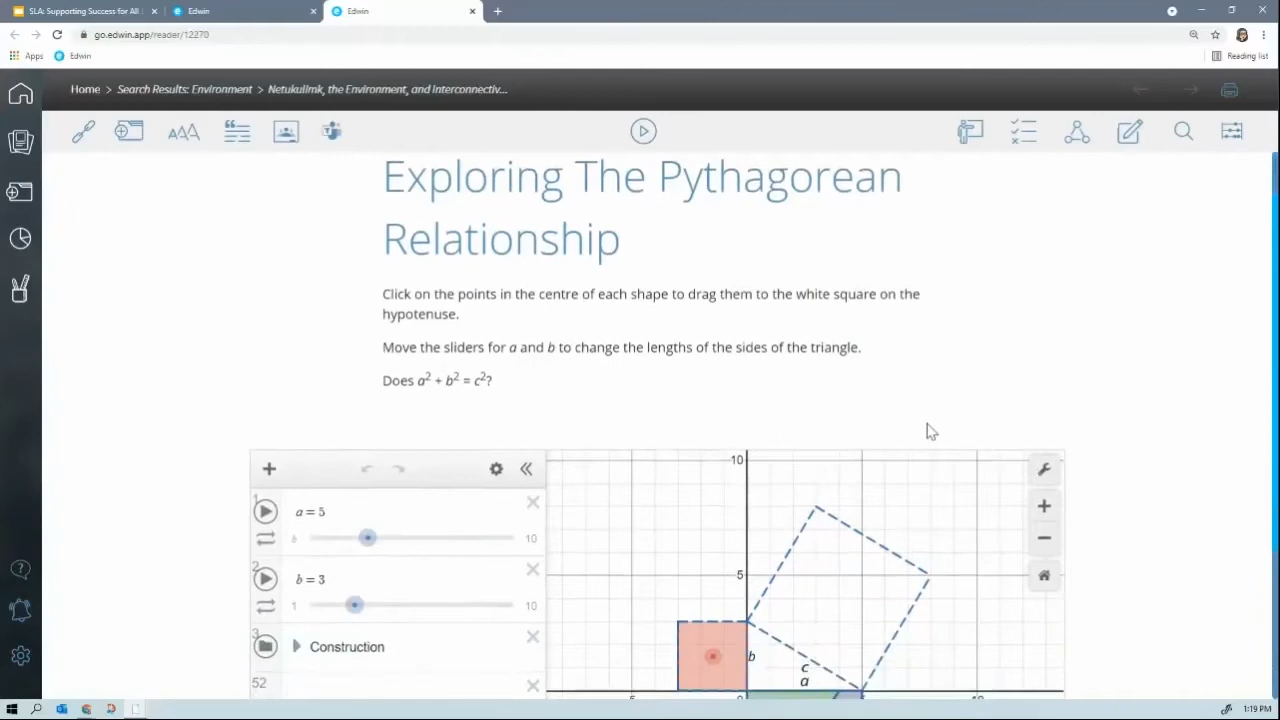 SLA: Supporting Success for All
Edwin
Edwin
go.edwin.app/reader/12270
Apps
Edwin
Reading list
Home > Search Results: Environment > Netukulimk, the Environment, and Interconnectiv...
AAA
Exploring The Pythagorean
Relationship
Click on the points in the centre of each shape to drag them to the white square on the
hypotenuse.
Move the sliders for a and b to change the lengths of the sides of the triangle.
Does a² + b² = c²?
1
a = 5
b
10
2
b = 3
1
10
3
Construction
52
10
5
b
c
a
1:19 PM